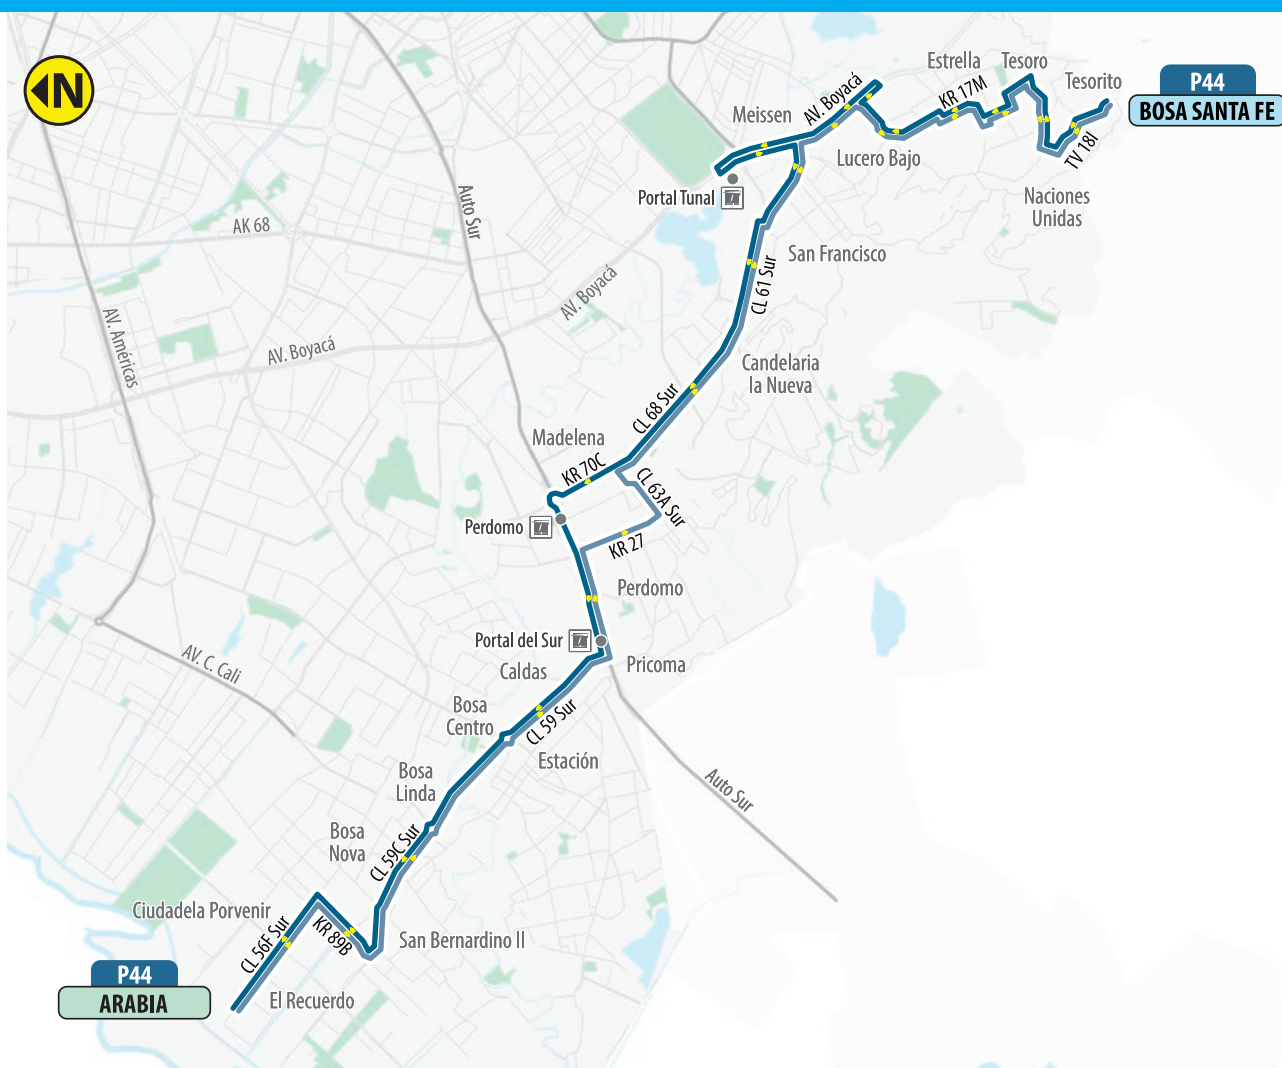 N
Estrella
Tesoro
Tesorito
P44
BOSA SANTA FE
KR 17M
AV. Boyacá
Meissen
Lucero Bajo
TV 18I
Naciones
Unidas
Portal Tunal
Auto Sur
AK 68
San Francisco
CL 61 Sur
AV. Boyacá
AV. Américas
AV. Boyacá
Candelaria
la Nueva
CL 68 Sur
Madelena
KR 70C
CL 63A Sur
Perdomo
KR 27
Perdomo
Portal del Sur
Pricoma
Caldas
AV. C. Cali
Bosa
Centro
CL 59 Sur
Estación
Bosa
Linda
Auto Sur
Bosa
Nova
CL 59C Sur
Ciudadela Porvenir
CL 56F Sur
KR 89B
San Bernardino II
P44
ARABIA
El Recuerdo